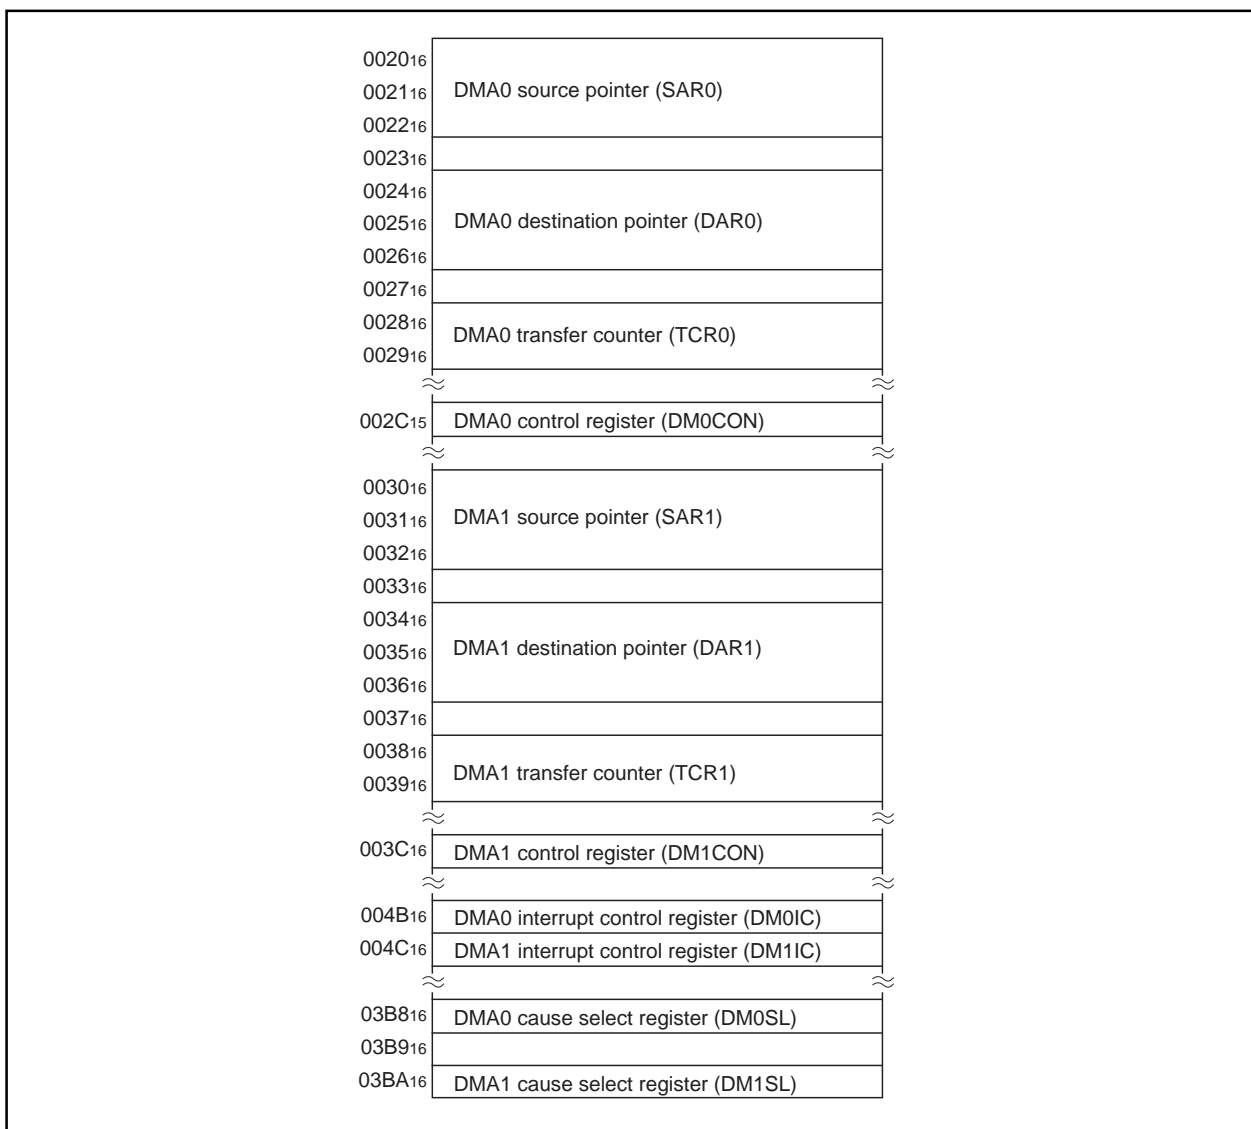 002016
002116 DMA0 source pointer (SAR0)
002216
002316
002416
002516 DMA0 destination pointer (DAR0)
002616
002716
002816 DMA0 transfer counter (TCR0)
002916
002C15 DMA0 control register (DM0CON)
003016
003116 DMA1 source pointer (SAR1)
003216
003316
003416
003516 DMA1 destination pointer (DAR1)
003616
003716
003816
003916 DMA1 transfer counter (TCR1)
003C16 DMA1 control register (DM1CON)
004B16 DMA0 interrupt control register (DM0IC)
004C16 DMA1 interrupt control register (DM1IC)
03B816 DMA0 cause select register (DM0SL)
03B916
03BA16 DMA1 cause select register (DM1SL)